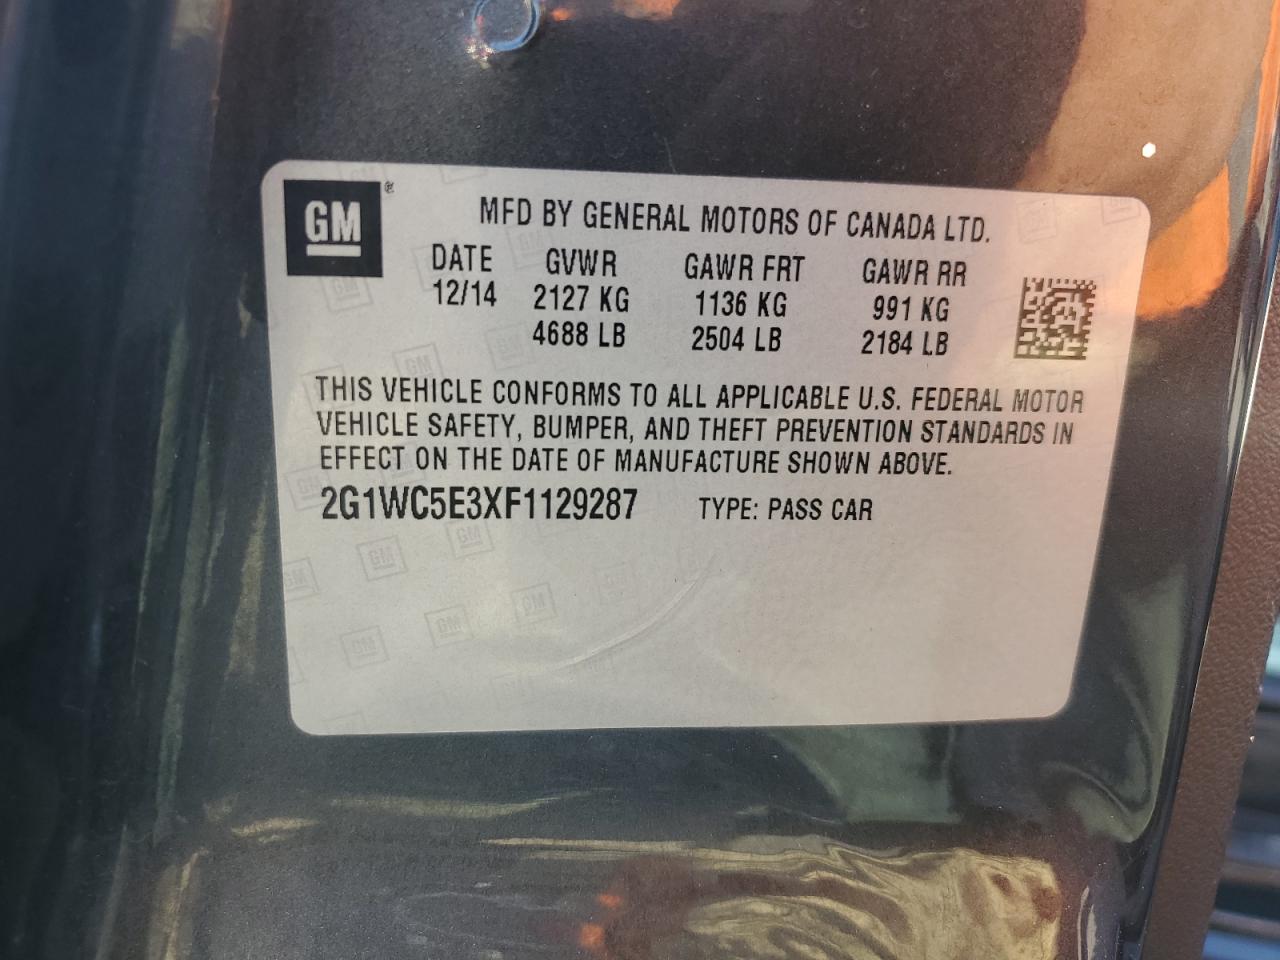 GM ®
MFD BY GENERAL MOTORS OF CANADA LTD.
DATE GVWR GAWR FRT GAWR RR
12/14 2127 KG 1136 KG 991 KG
4688 LB 2504 LB 2184 LB
THIS VEHICLE CONFORMS TO ALL APPLICABLE U.S. FEDERAL MOTOR
VEHICLE SAFETY, BUMPER, AND THEFT PREVENTION STANDARDS IN
EFFECT ON THE DATE OF MANUFACTURE SHOWN ABOVE.
2G1WC5E3XF1129287 TYPE: PASS CAR